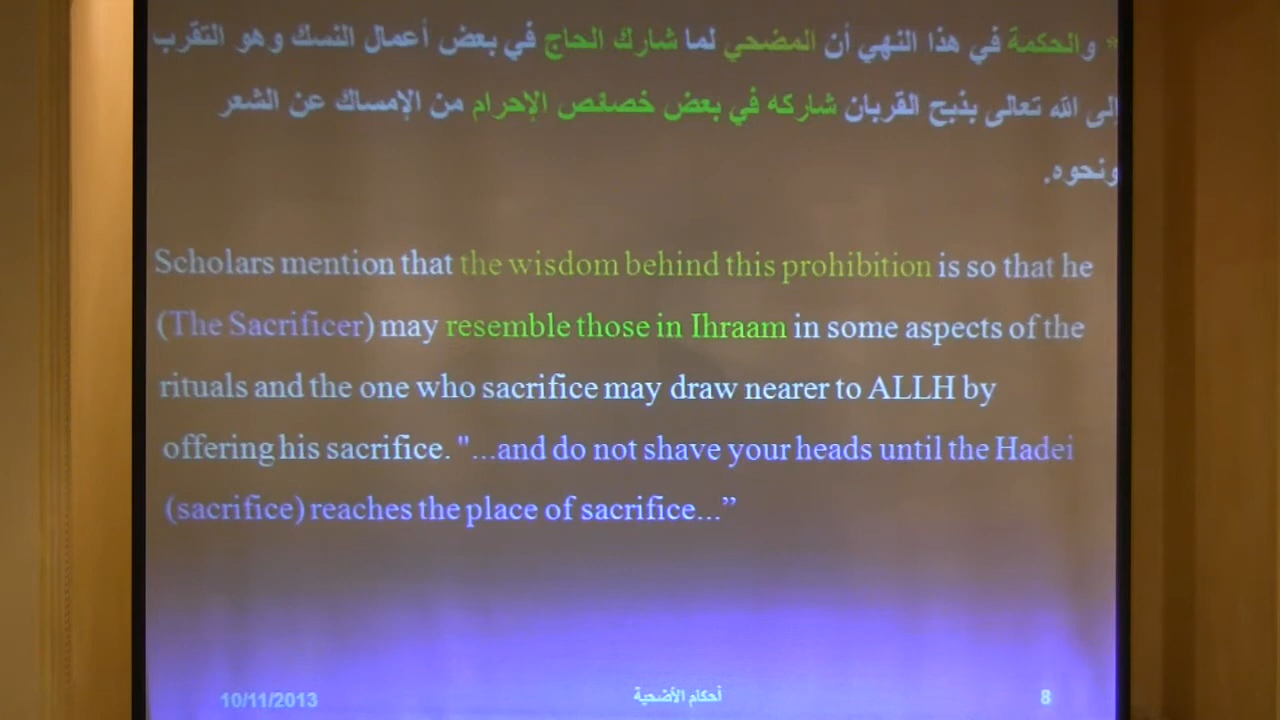 * والحكمة في هذا النهي أن المضحي لما شارك الحاج في بعض أعمال النسك وهو التقرب
إلى الله تعالى بذبح القربان شاركه في بعض خصائص الإحرام من الإمساك عن الشعر
ونحوه.
Scholars mention that the wisdom behind this prohibition is so that he
(The Sacrificer) may resemble those in Ihraam in some aspects of the
rituals and the one who sacrifice may draw nearer to ALLH by
offering his sacrifice. "...and do not shave your heads until the Hadei
(sacrifice) reaches the place of sacrifice...”
10/11/2013
أحكام الأضحية
8